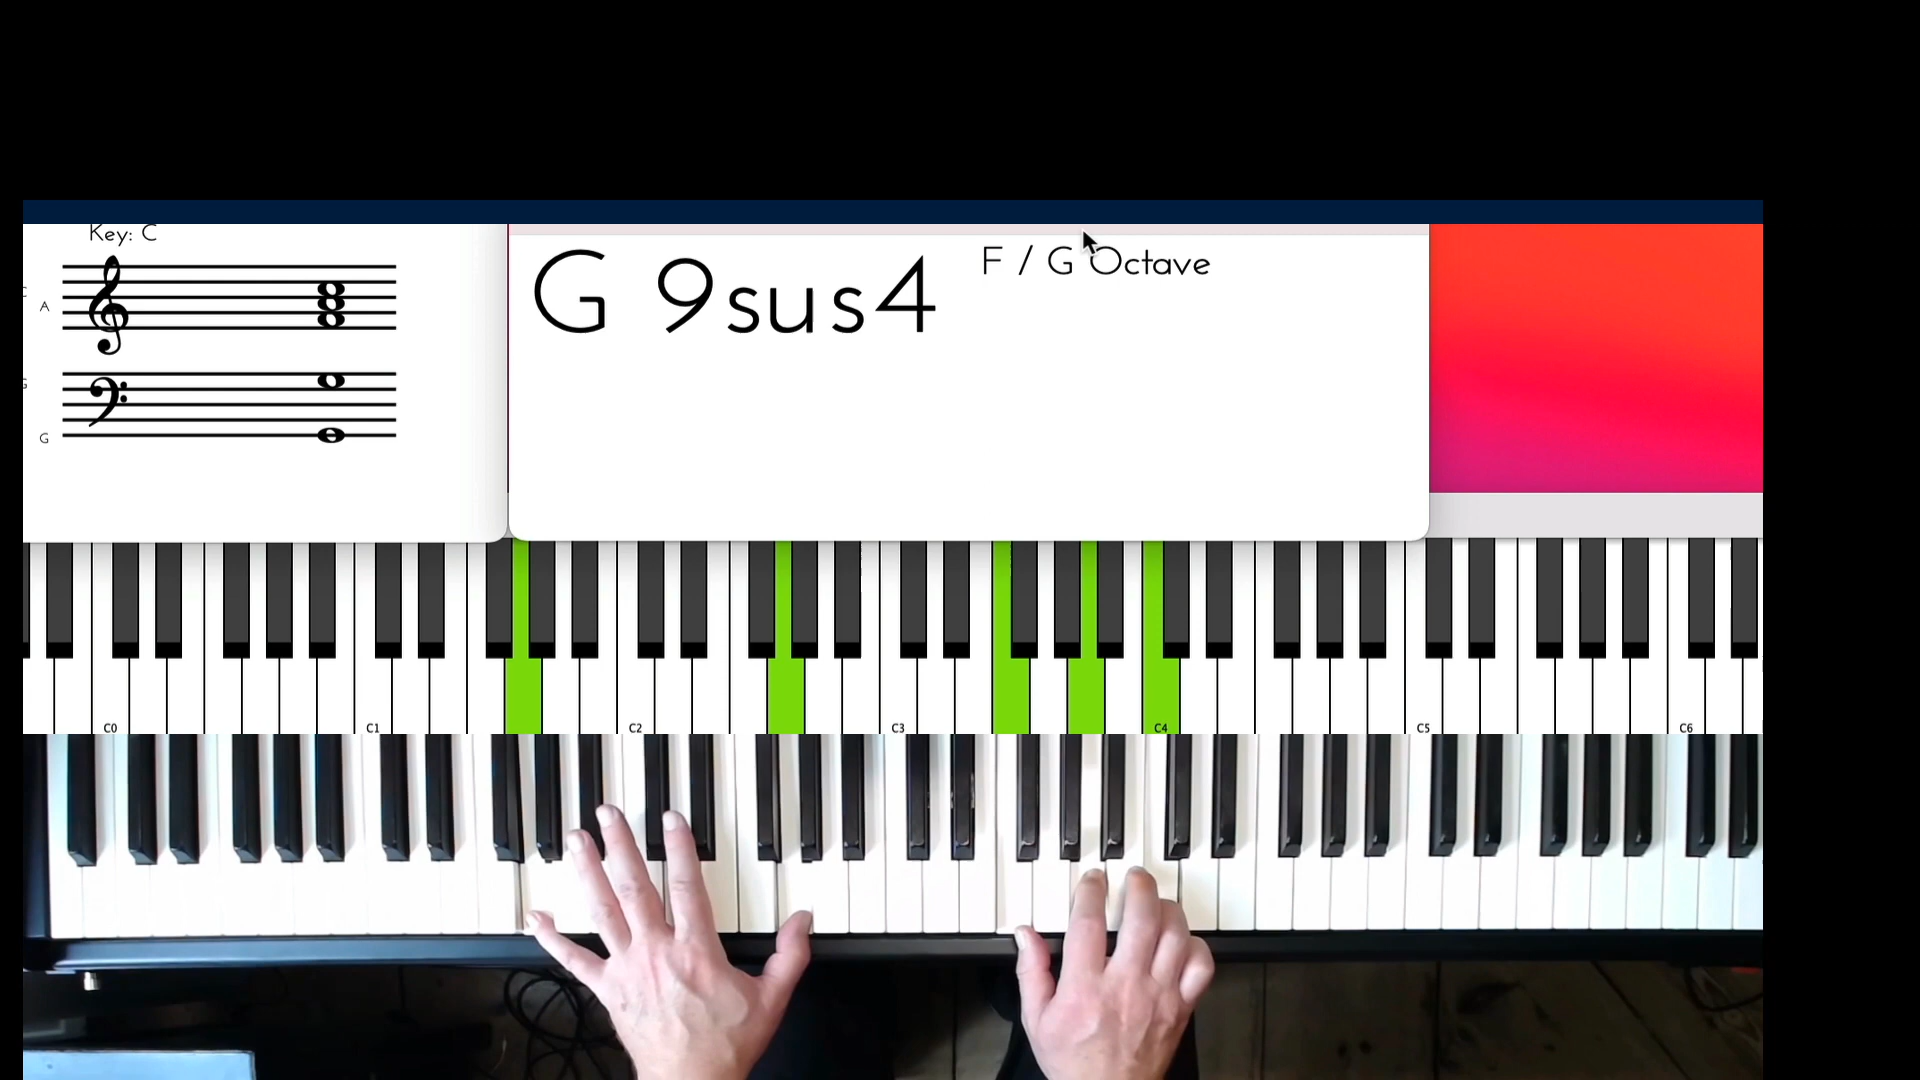 Key: C
G 9sus4
F / G Octave
A
G
C0
C1
C2
C3
C4
C5
C6